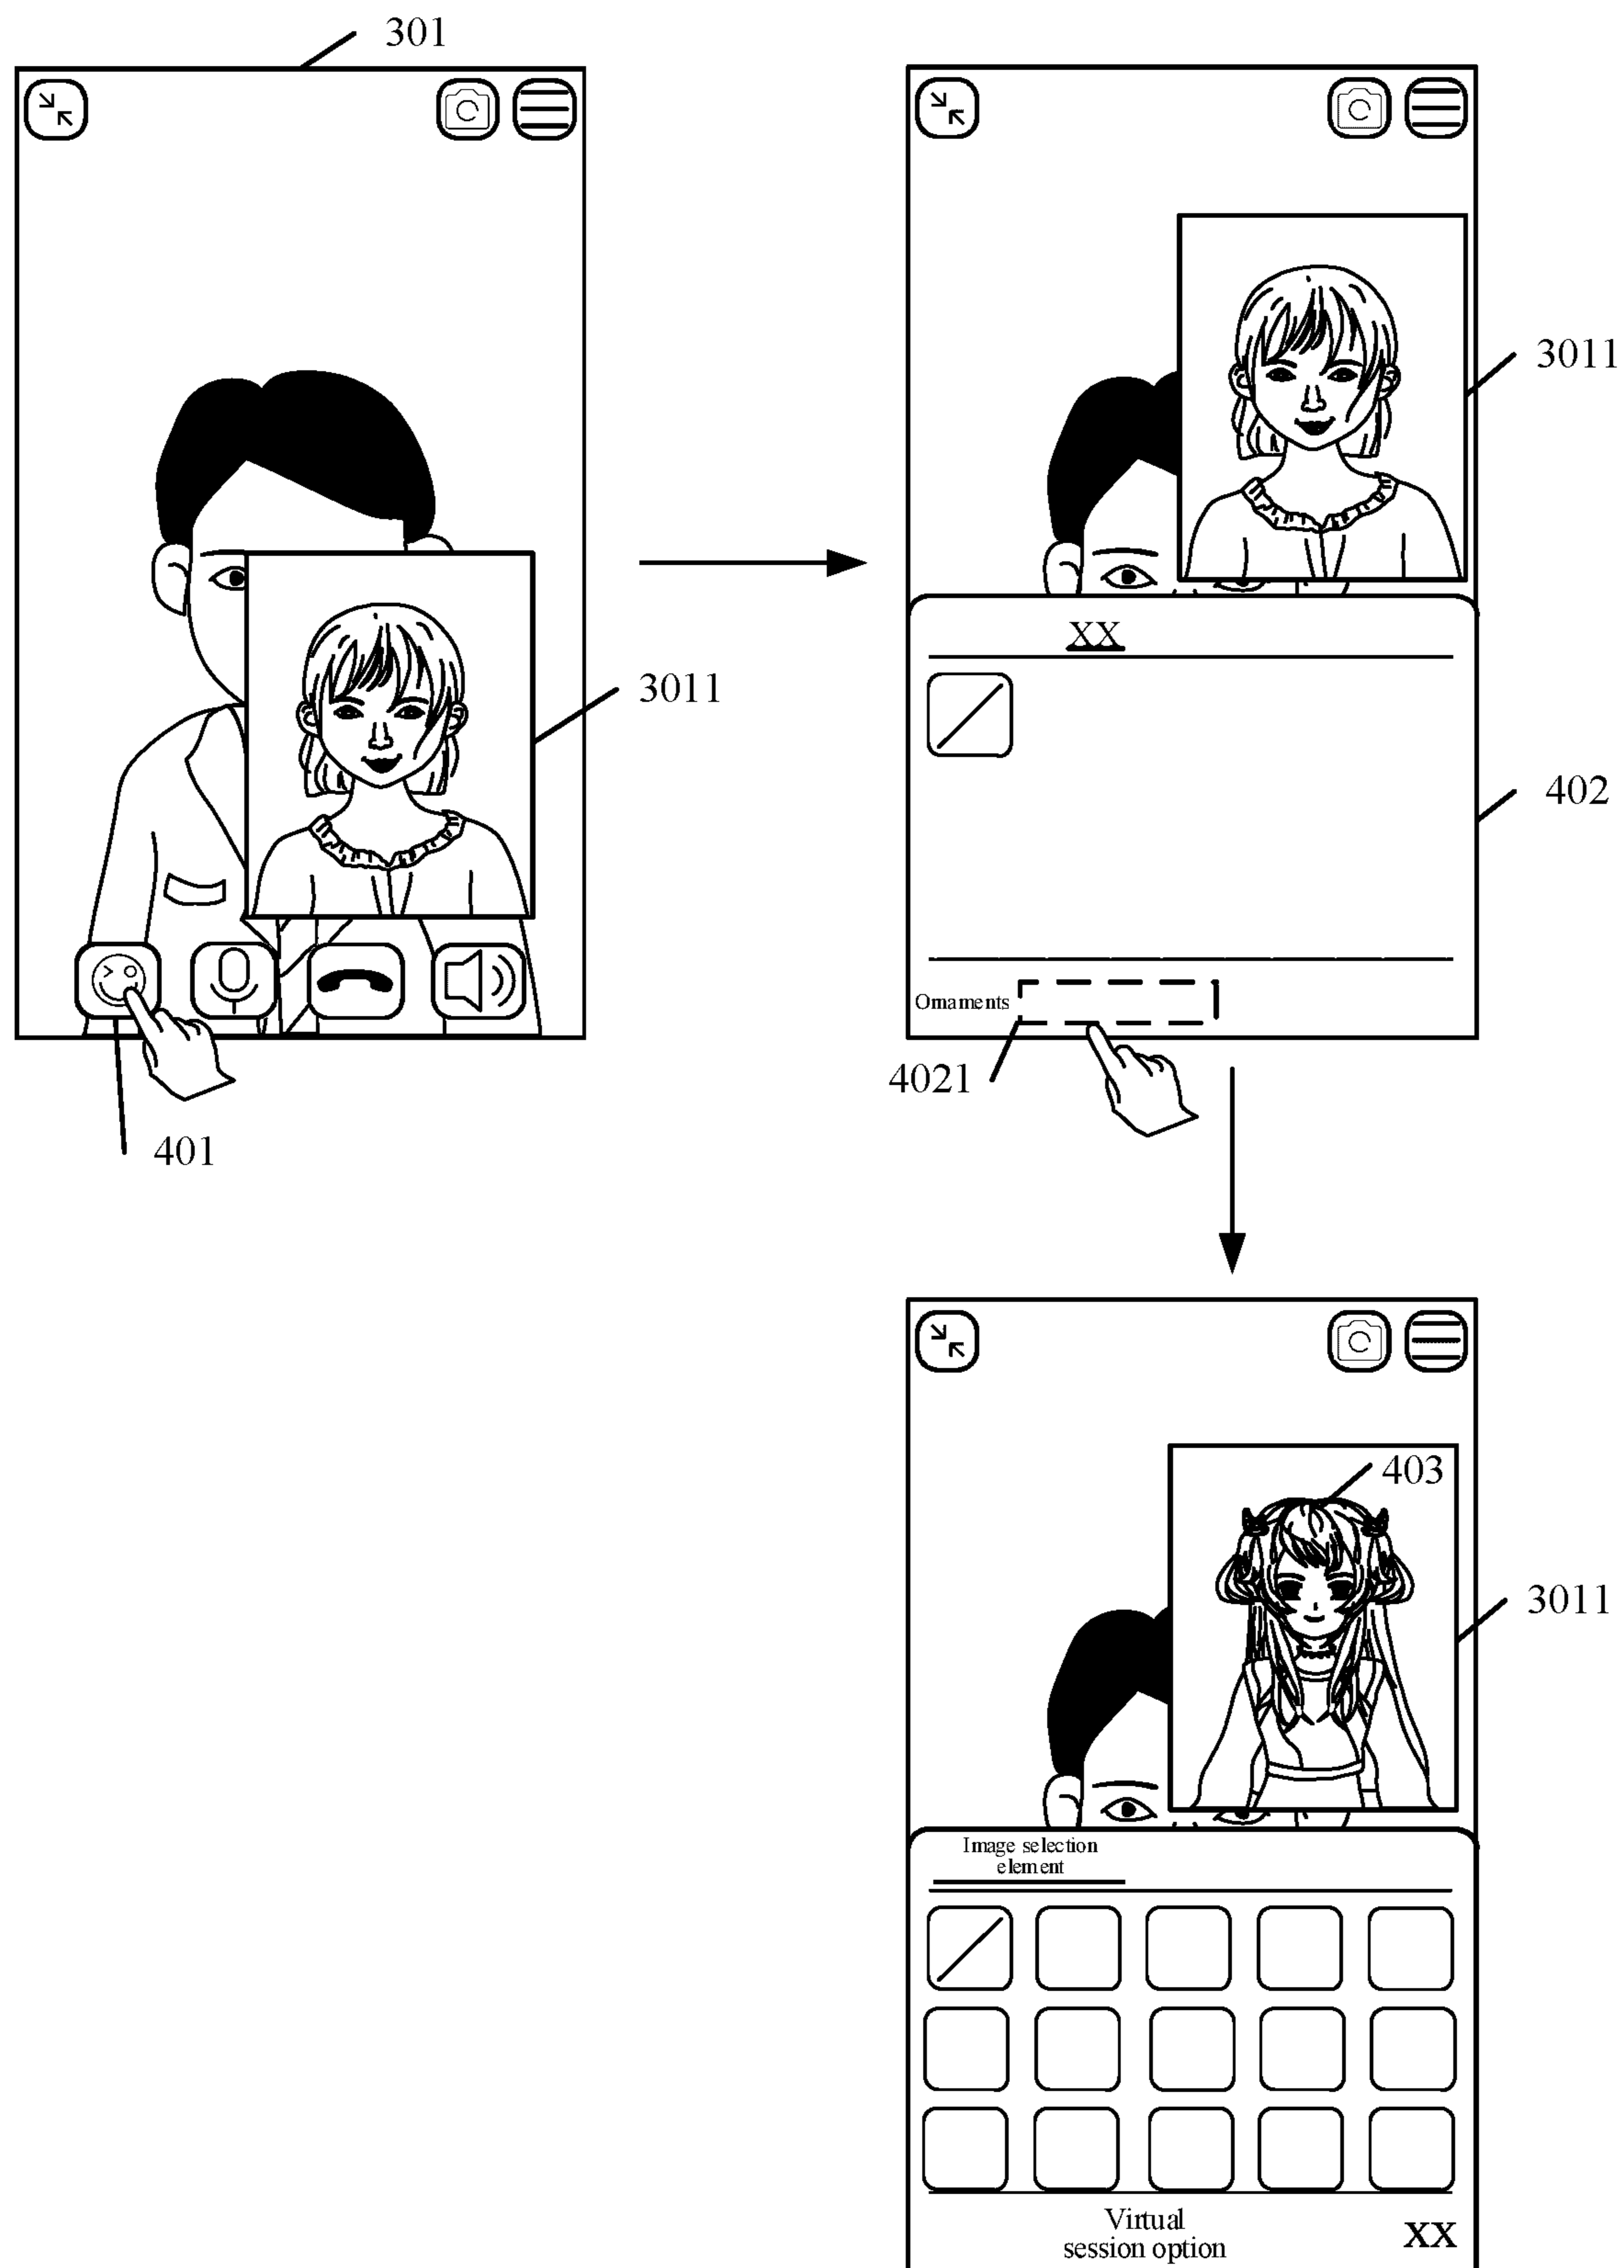 301
3011
401
3011
XX
402
Ornaments
4021
403
3011
Image selection
element
Virtual
session option
XX